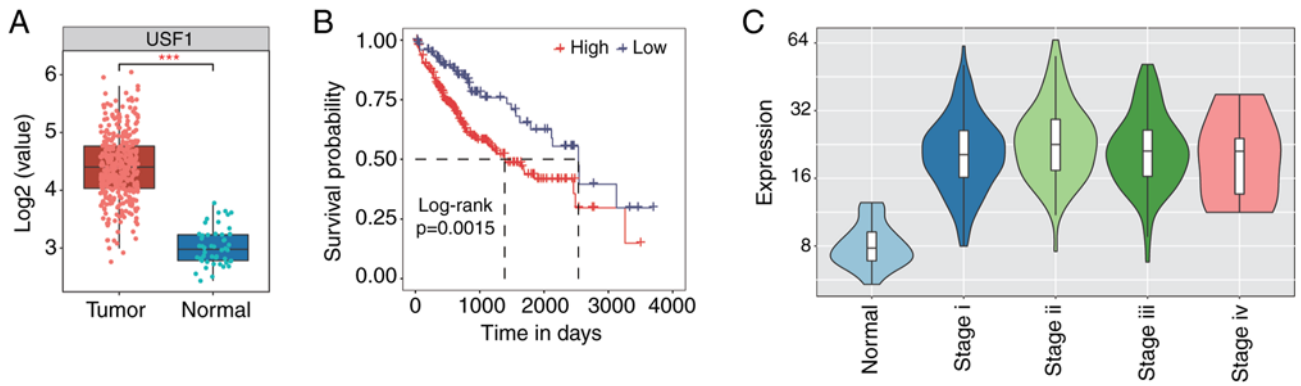 A
USF1
***
6
5
4
3
Log2 (value)
Tumor
Normal
B
High
Low
1.00
0.75
0.50
0.25
0.00
Survival probability
Log-rank
p=0.0015
0
1000
2000
3000
4000
Time in days
C
64
32
16
8
Expression
Normal
Stage i
Stage ii
Stage iii
Stage iv